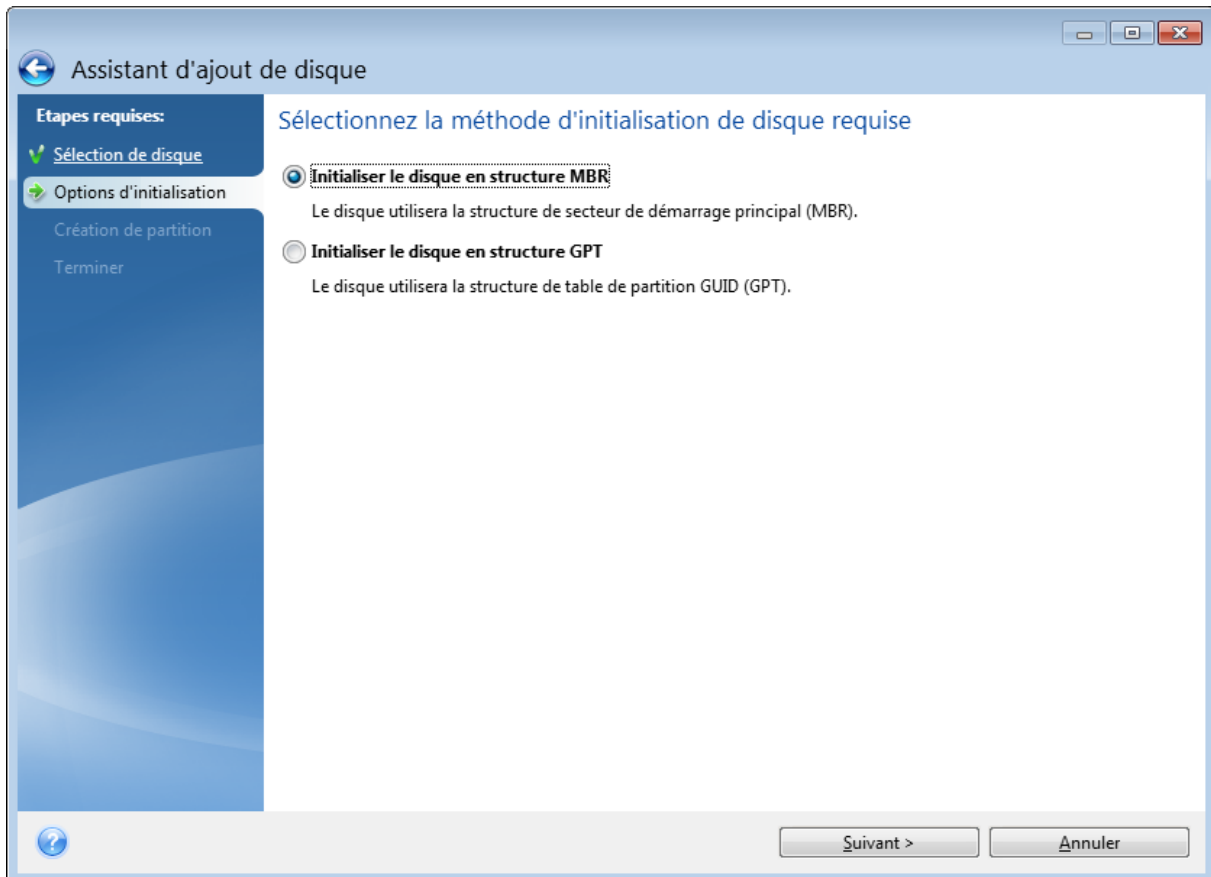 Assistant d'ajout de disque
Etapes requises:
Sélection de disque
Options d'initialisation
Création de partition
Terminer
Sélectionnez la méthode d'initialisation de disque requise
Initialiser le disque en structure MBR
Le disque utilisera la structure de secteur de démarrage principal (MBR).
Initialiser le disque en structure GPT
Le disque utilisera la structure de table de partition GUID (GPT).
Suivant >
Annuler